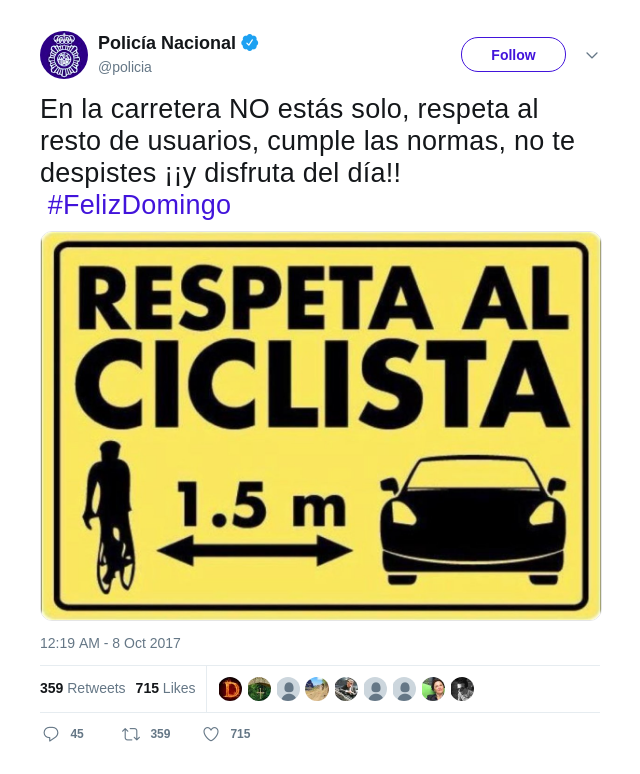 Policía Nacional
@policia
Follow
En la carretera NO estás solo, respeta al
resto de usuarios, cumple las normas, no te
despistes ¡¡y disfruta del día!!
#FelizDomingo
RESPETA AL
CICLISTA
1.5 m
12:19 AM - 8 Oct 2017
359 Retweets 715 Likes
45 359 715